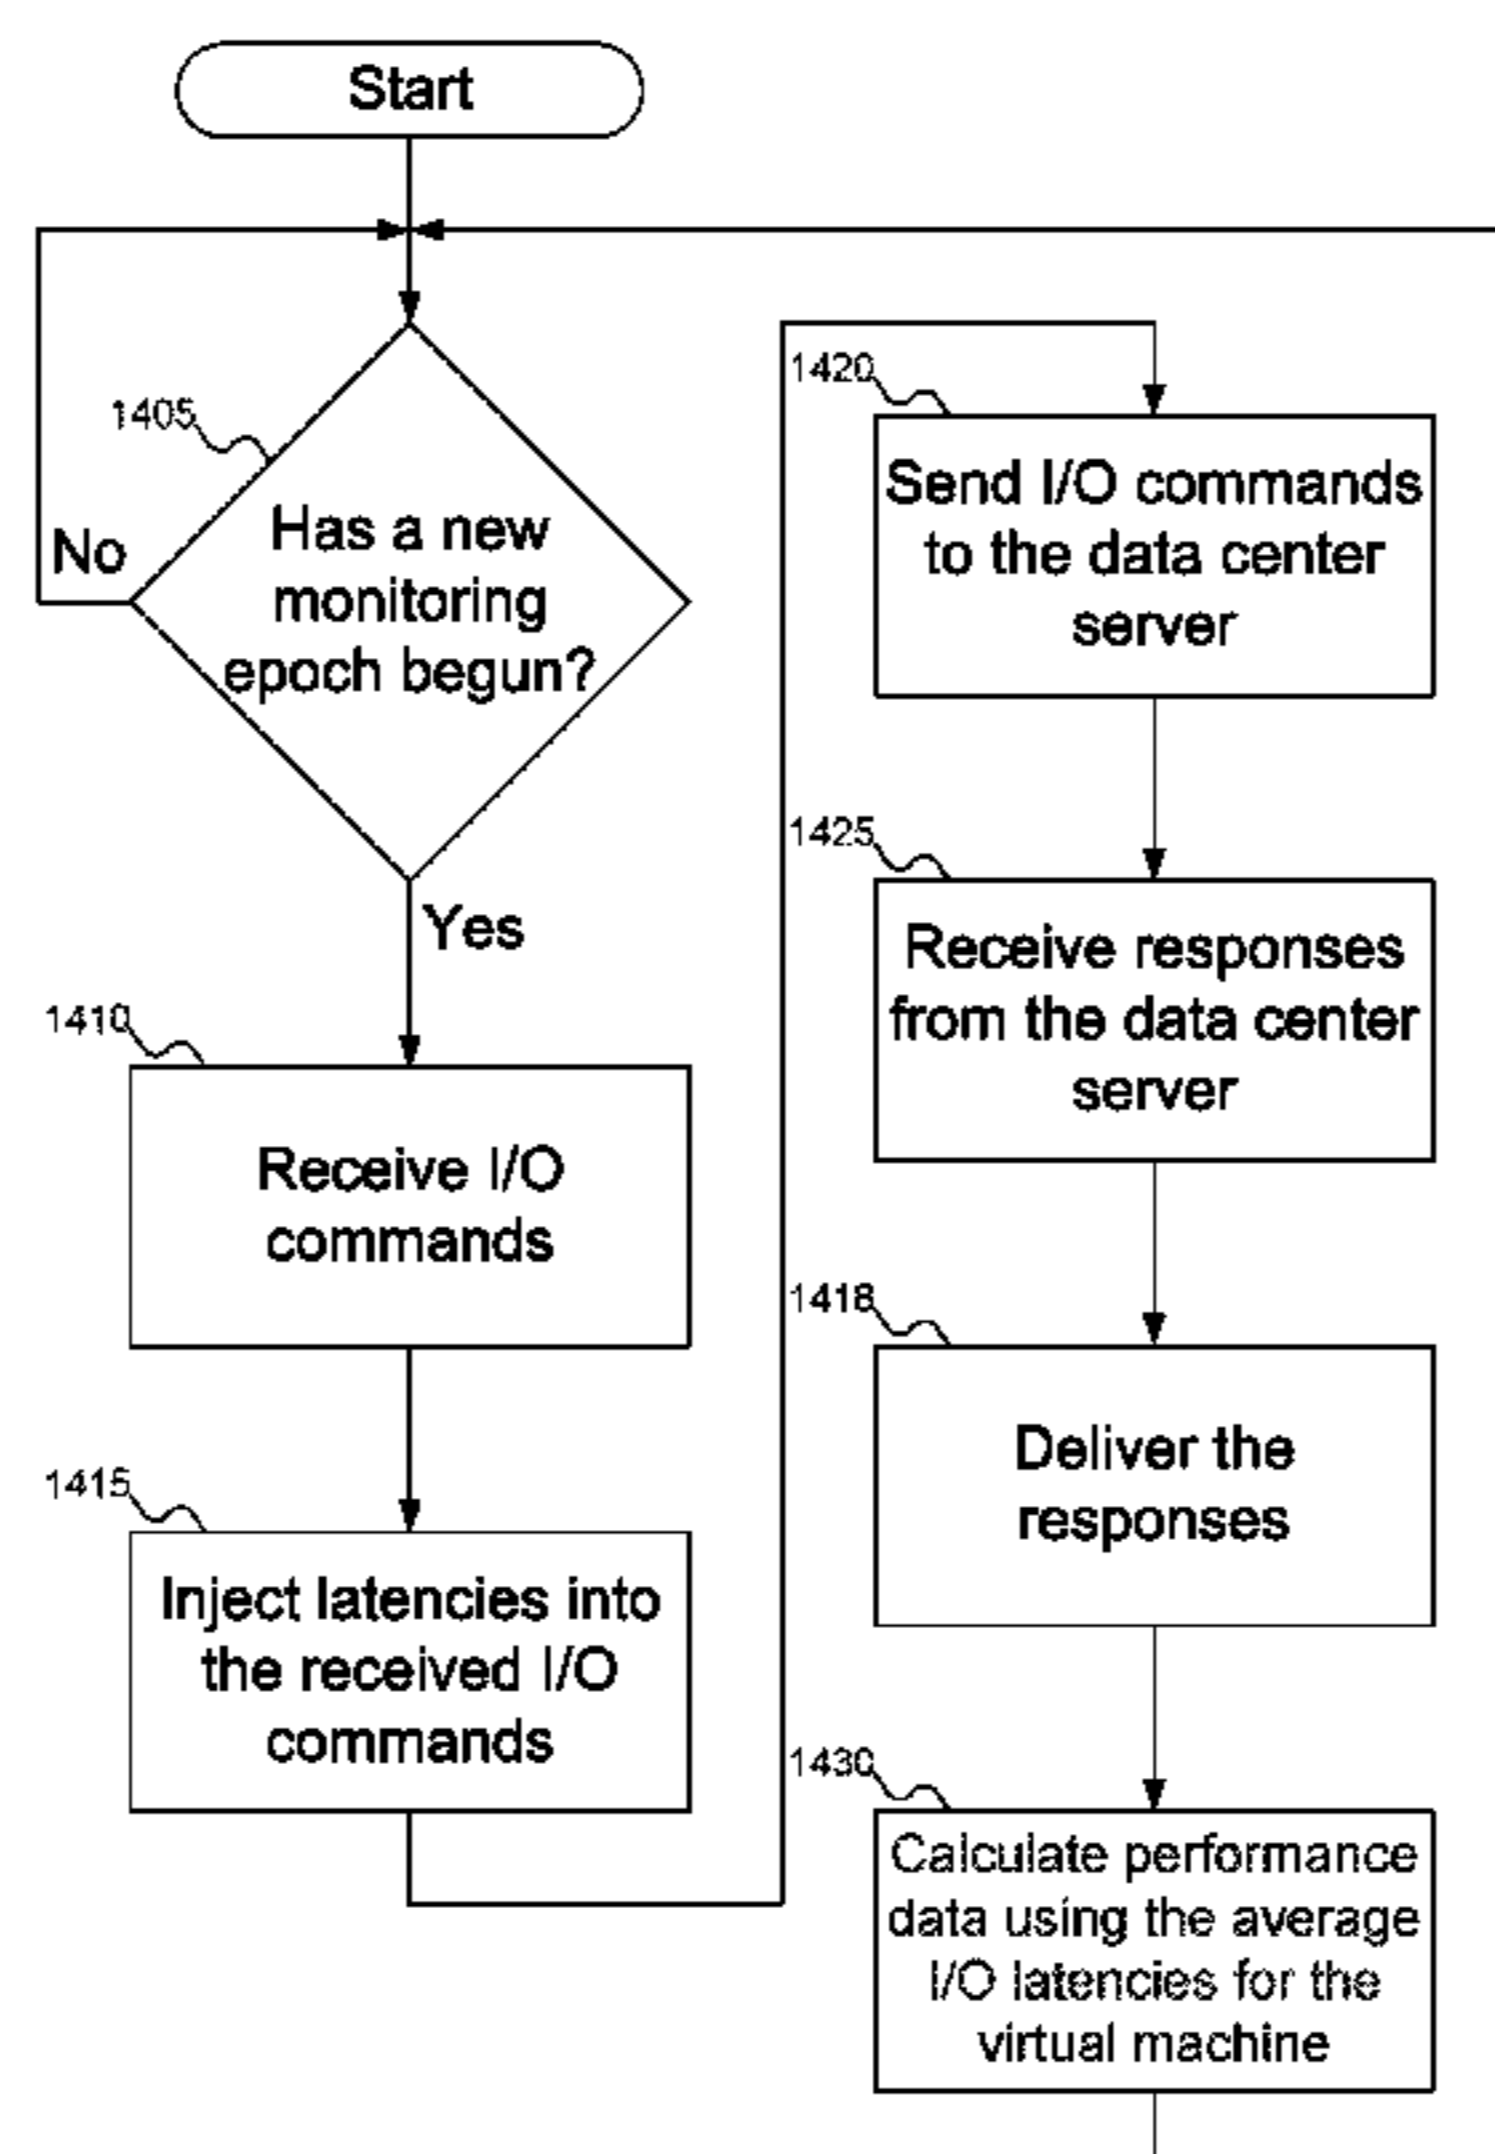 Start
1405
No
Has a new
monitoring
epoch begun?
Yes
1410
Receive I/O
commands
1415
Inject latencies into
the received I/O
commands
1420
Send I/O commands
to the data center
server
1425
Receive responses
from the data center
server
1418
Deliver the
responses
1430
Calculate performance
data using the average
I/O latencies for the
virtual machine